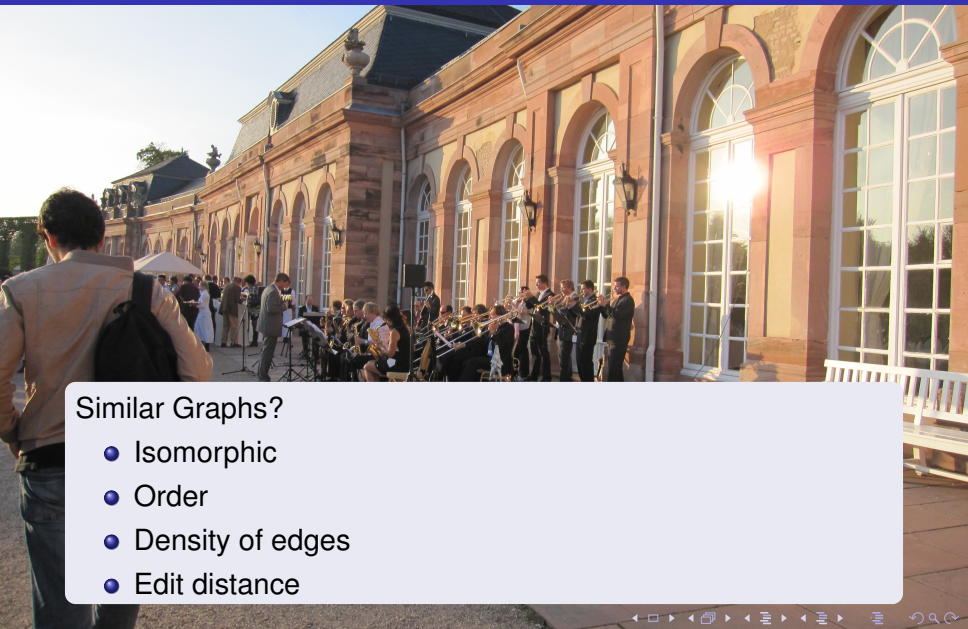 Similar Graphs?
Isomorphic
Order
Density of edges
Edit distance